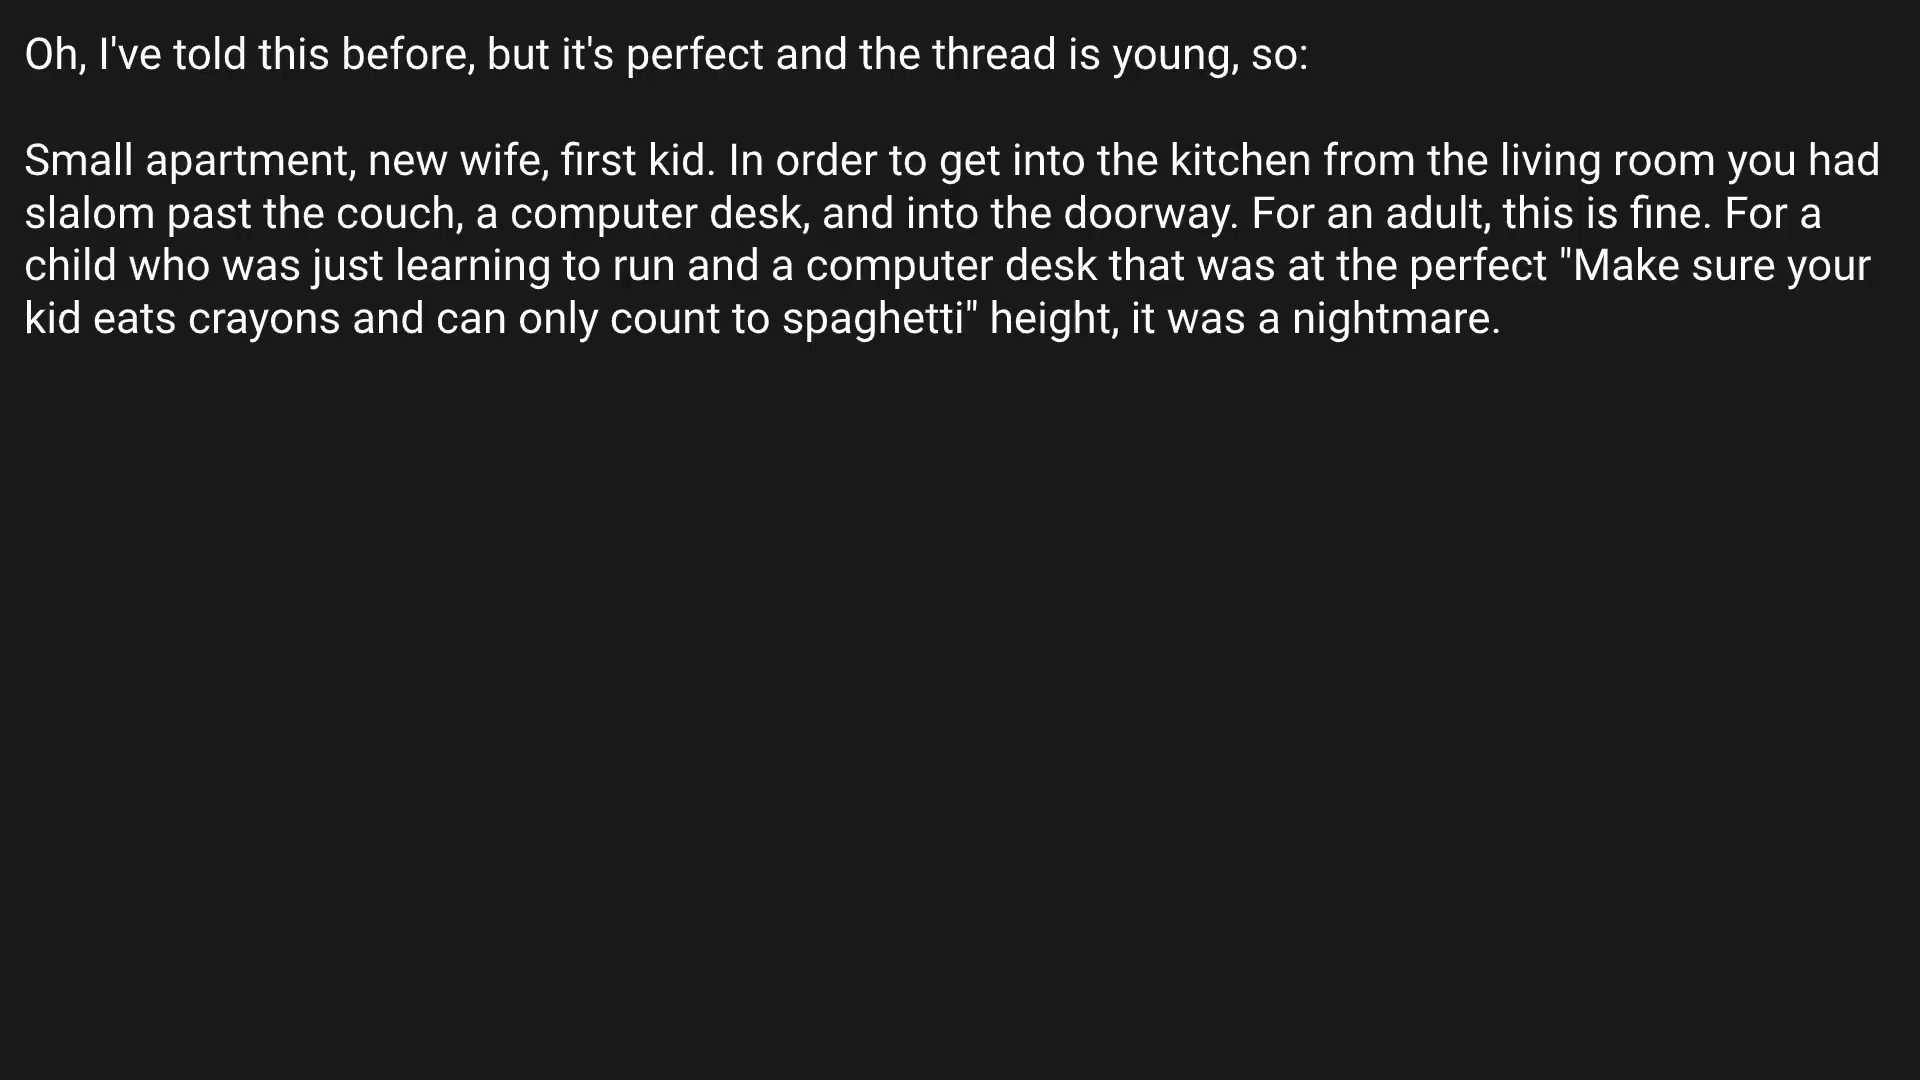 Oh, I've told this before, but it's perfect and the thread is young, so:
Small apartment, new wife, first kid. In order to get into the kitchen from the living room you had
slalom past the couch, a computer desk, and into the doorway. For an adult, this is fine. For a
child who was just learning to run and a computer desk that was at the perfect "Make sure your
kid eats crayons and can only count to spaghetti" height, it was a nightmare.